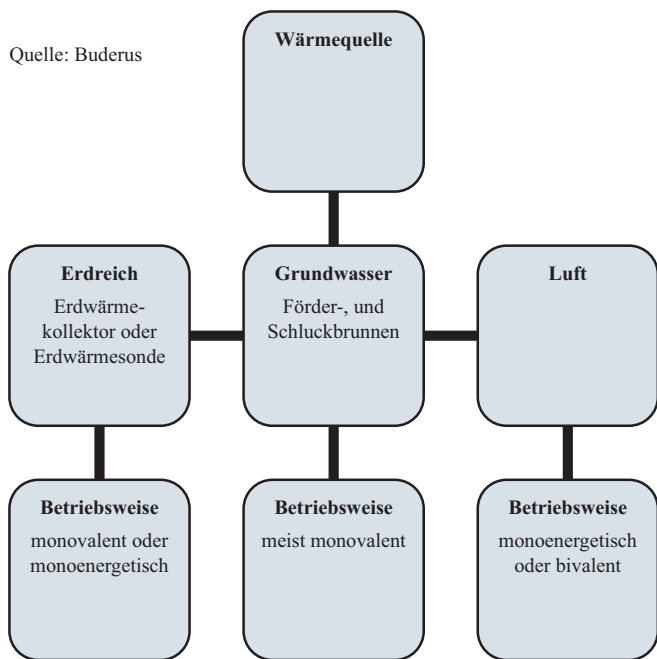 Quelle: Buderus
Wärmequelle
Erdreich
Erdwärme-
kollektor oder
Erdwärmesonde
Grundwasser
Förder-, und
Schluckbrunnen
Luft
Betriebsweise
monovalent oder
monoenergetisch
Betriebsweise
meist monovalent
Betriebsweise
monoenergetisch
oder bivalent